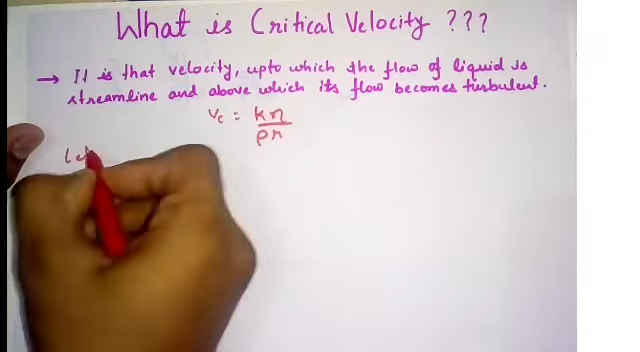 What is Critical Velocity ???
→ It is that velocity, upto which the flow of liquid is
streamline and above which its flow becomes turbulent.
Vc = kη / ρr
Let